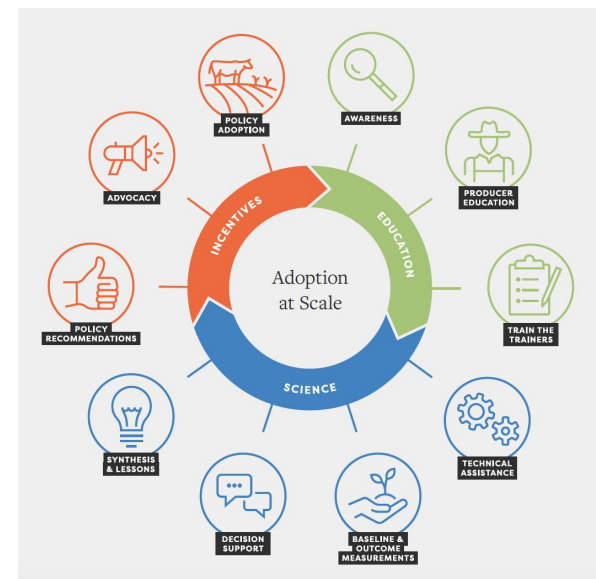 POLICY
ADOPTION
AWARENESS
ADVOCACY
PRODUCER
EDUCATION
INCENTIVES
EDUCATION
Adoption
at Scale
POLICY
RECOMMENDATIONS
TRAIN THE
TRAINERS
SCIENCE
SYNTHESIS
& LESSONS
TECHNICAL
ASSISTANCE
DECISION
SUPPORT
BASELINE &
OUTCOME
MEASUREMENTS